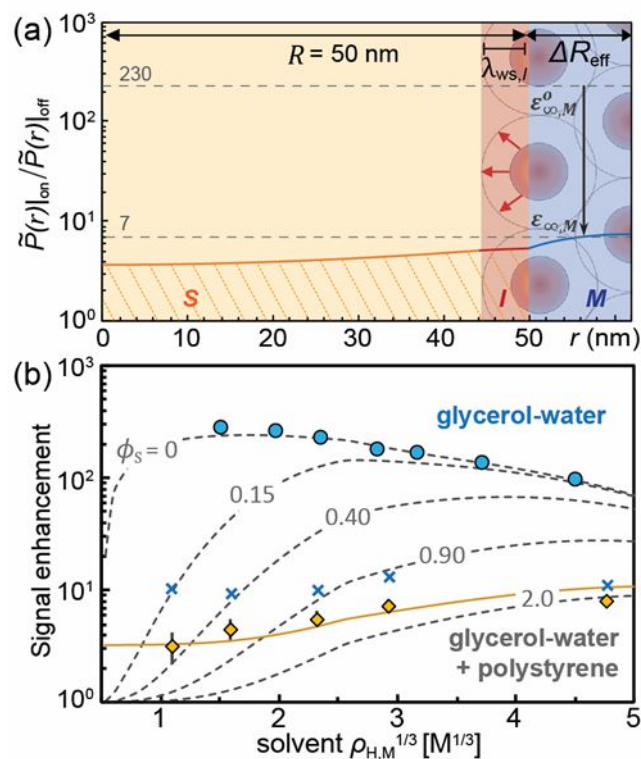 (a)
10³
10²
10¹
10⁰
P̃(r)|on/P̃(r)|off
230
7
R = 50 nm
λws,I
ΔReff
ε°∞,M
ε∞,M
S
I
M
0 10 20 30 40 50 r (nm)
(b)
10³
10²
10¹
10⁰
Signal enhancement
glycerol-water
ϕS = 0
0.15
0.40
0.90
2.0
glycerol-water
+ polystyrene
1 2 3 4 5
solvent ρH,M^1/3 [M^1/3]